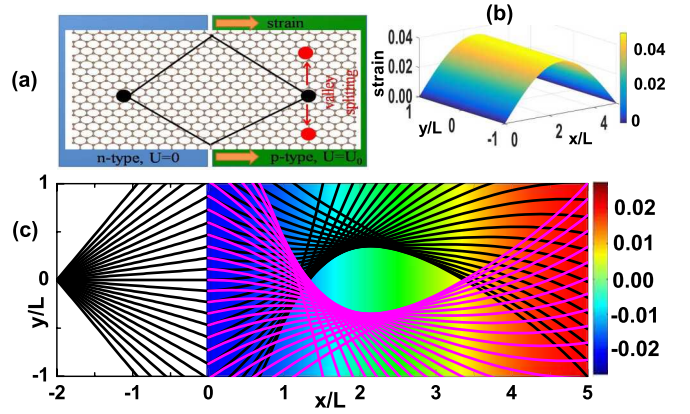 (a)
strain
valley
splitting
n-type, U=0
p-type, U=U₀
(b)
strain
0.04
0.02
0.00
1
0
-1
y/L
0
2
4
x/L
0.04
0.02
0
(c)
y/L
1
0
-1
-2
-1
0
1
2
3
4
5
x/L
0.02
0.01
0.00
-0.01
-0.02